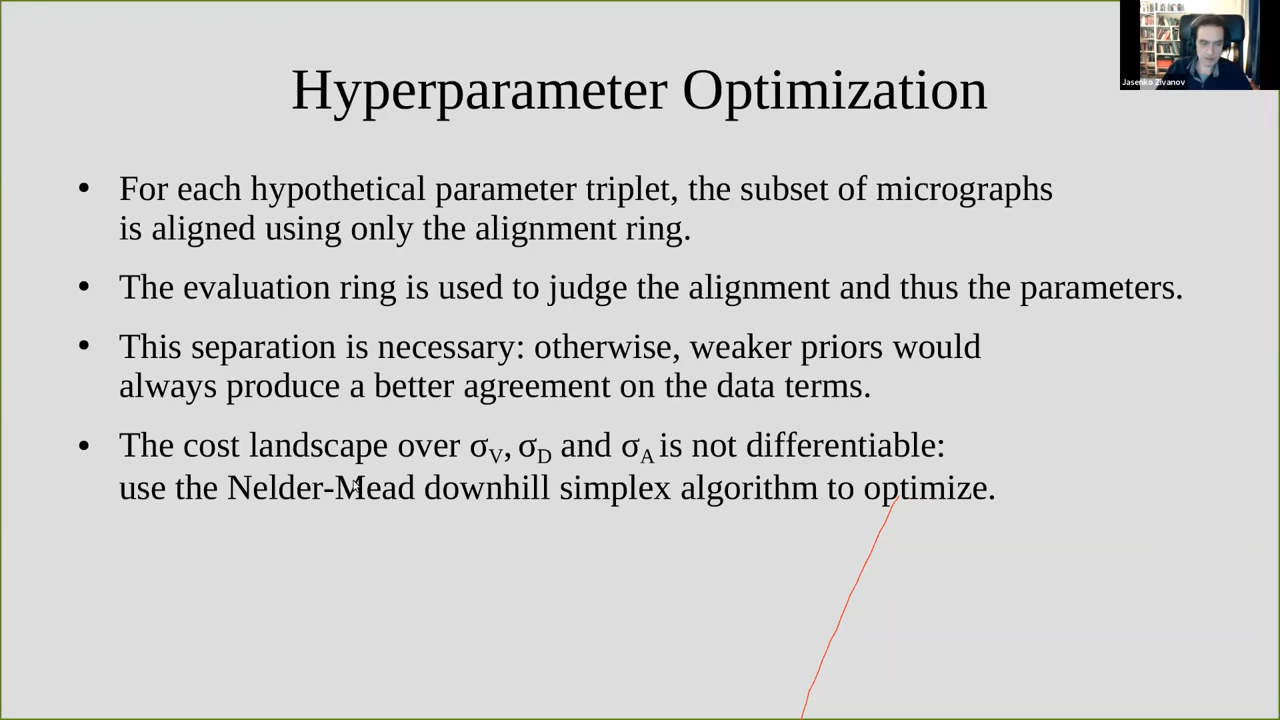 Jasenko Zivanov
Hyperparameter Optimization
• For each hypothetical parameter triplet, the subset of micrographs
is aligned using only the alignment ring.
• The evaluation ring is used to judge the alignment and thus the parameters.
• This separation is necessary: otherwise, weaker priors would
always produce a better agreement on the data terms.
• The cost landscape over σV, σD and σA is not differentiable:
use the Nelder-Mead downhill simplex algorithm to optimize.